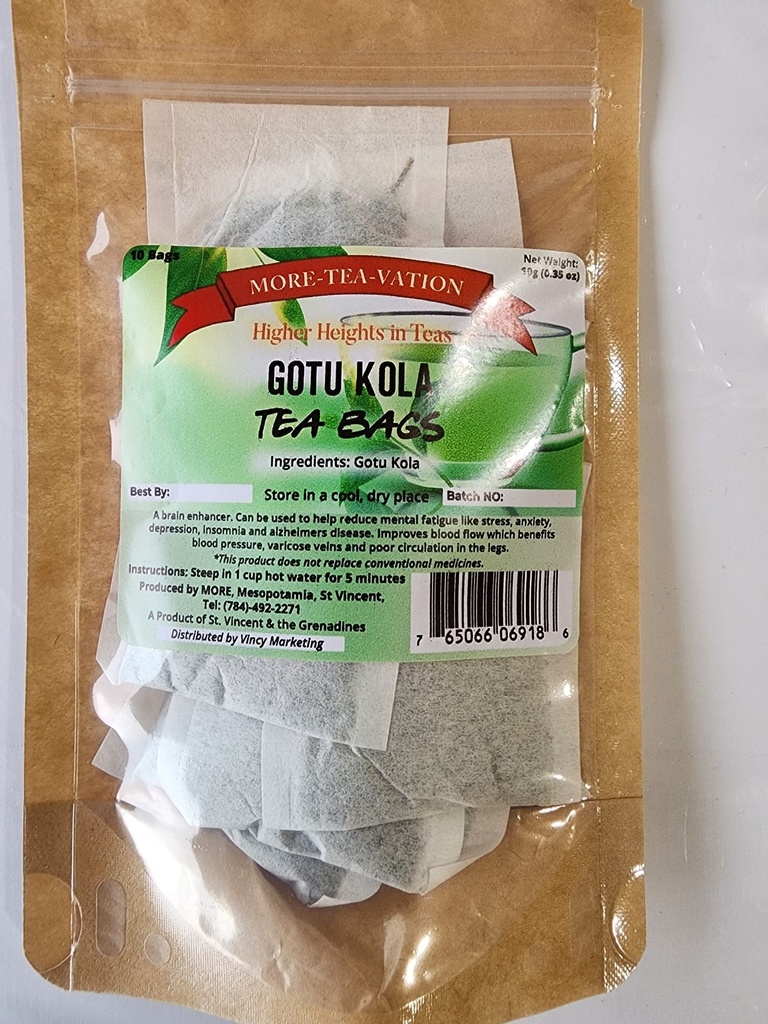 10 Bags
Net Weight:
10g (0.35 oz)
MORE-TEA-VATION
Higher Heights in Teas
GOTU KOLA
TEA BAGS
Ingredients: Gotu Kola
Best By:
Store in a cool, dry place
Batch NO:
A brain enhancer. Can be used to help reduce mental fatigue like stress, anxiety,
depression, insomnia and alzheimers disease. Improves blood flow which benefits
blood pressure, varicose veins and poor circulation in the legs.
*This product does not replace conventional medicines.
Instructions: Steep in 1 cup hot water for 5 minutes
Produced by MORE, Mesopotamia, St Vincent,
Tel: (784)-492-2271
A Product of St. Vincent & the Grenadines
Distributed by Vincy Marketing
7 65066 06918 6